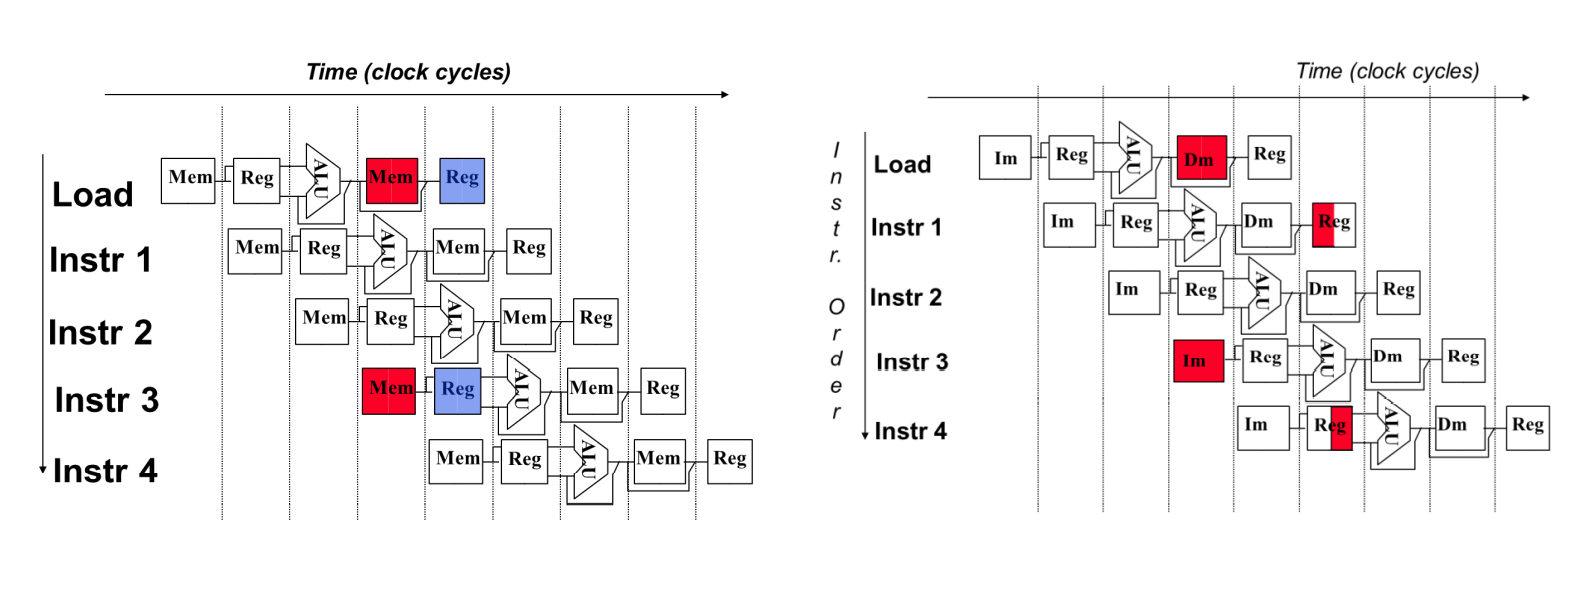 Time (clock cycles)
Load Mem Reg ALU Mem Reg
Instr 1 Mem Reg ALU Mem Reg
Instr 2 Mem Reg ALU Mem Reg
Instr 3 Mem Reg ALU Mem Reg
Instr 4 Mem Reg ALU Mem Reg
Time (clock cycles)
Instr. Order
Load Im Reg ALU Dm Reg
Instr 1 Im Reg ALU Dm Reg
Instr 2 Im Reg ALU Dm Reg
Instr 3 Im Reg ALU Dm Reg
Instr 4 Im Reg ALU Dm Reg